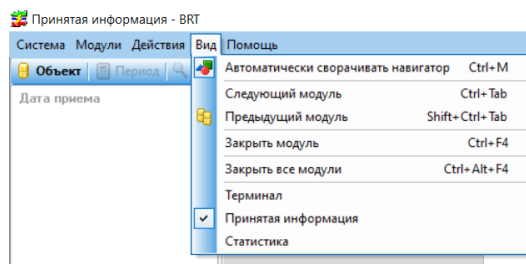 Принятая информация - BRT
Система Модули Действия Вид Помощь
Объект Период
Дата приема
Автоматически сворачивать навигатор Ctrl+M
Следующий модуль Ctrl+Tab
Предыдущий модуль Shift+Ctrl+Tab
Закрыть модуль Ctrl+F4
Закрыть все модули Ctrl+Alt+F4
Терминал
Принятая информация
Статистика